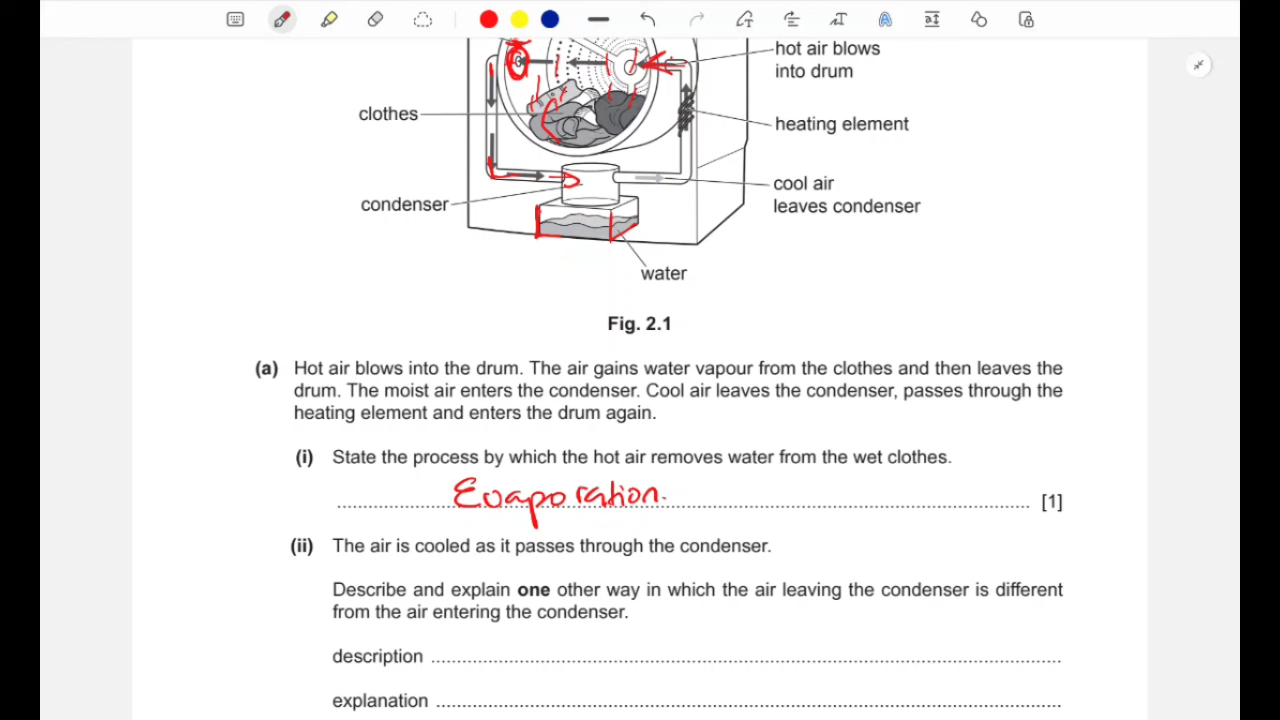 hot air blows
into drum
clothes
heating element
cool air
leaves condenser
condenser
water
Fig. 2.1
(a) Hot air blows into the drum. The air gains water vapour from the clothes and then leaves the
drum. The moist air enters the condenser. Cool air leaves the condenser, passes through the
heating element and enters the drum again.
(i) State the process by which the hot air removes water from the wet clothes.
Evaporation. [1]
(ii) The air is cooled as it passes through the condenser.
Describe and explain one other way in which the air leaving the condenser is different
from the air entering the condenser.
description
explanation